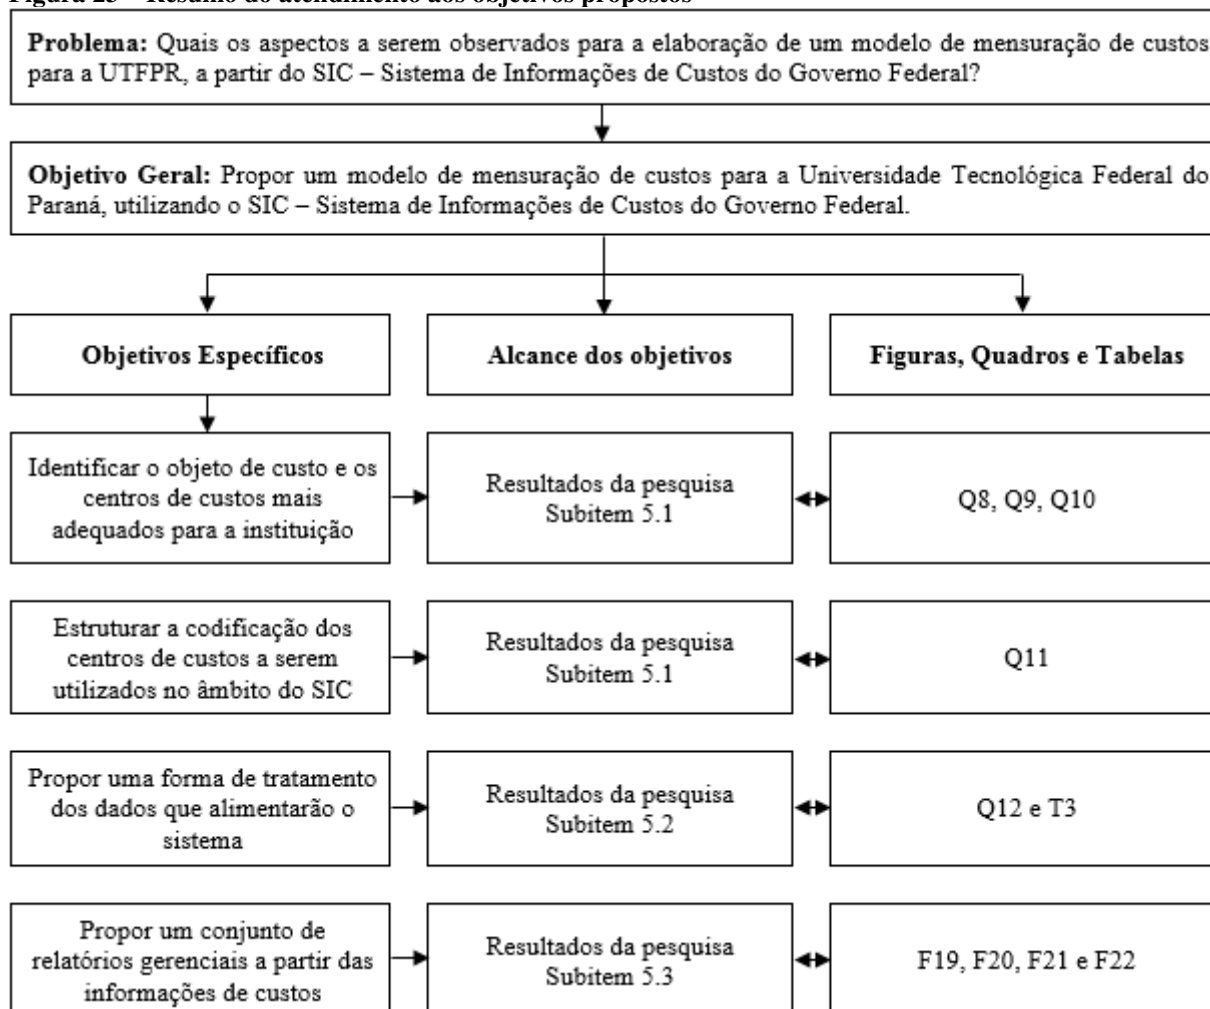 Figura 23 – Resumo do atendimento aos objetivos propostos
Problema: Quais os aspectos a serem observados para a elaboração de um modelo de mensuração de custos
para a UTFPR, a partir do SIC – Sistema de Informações de Custos do Governo Federal?
Objetivo Geral: Propor um modelo de mensuração de custos para a Universidade Tecnológica Federal do
Paraná, utilizando o SIC – Sistema de Informações de Custos do Governo Federal.
Objetivos Específicos
Alcance dos objetivos
Figuras, Quadros e Tabelas
Identificar o objeto de custo e os
centros de custos mais
adequados para a instituição
Resultados da pesquisa
Subitem 5.1
Q8, Q9, Q10
Estruturar a codificação dos
centros de custos a serem
utilizados no âmbito do SIC
Resultados da pesquisa
Subitem 5.1
Q11
Propor uma forma de tratamento
dos dados que alimentarão o
sistema
Resultados da pesquisa
Subitem 5.2
Q12 e T3
Propor um conjunto de
relatórios gerenciais a partir das
informações de custos
Resultados da pesquisa
Subitem 5.3
F19, F20, F21 e F22